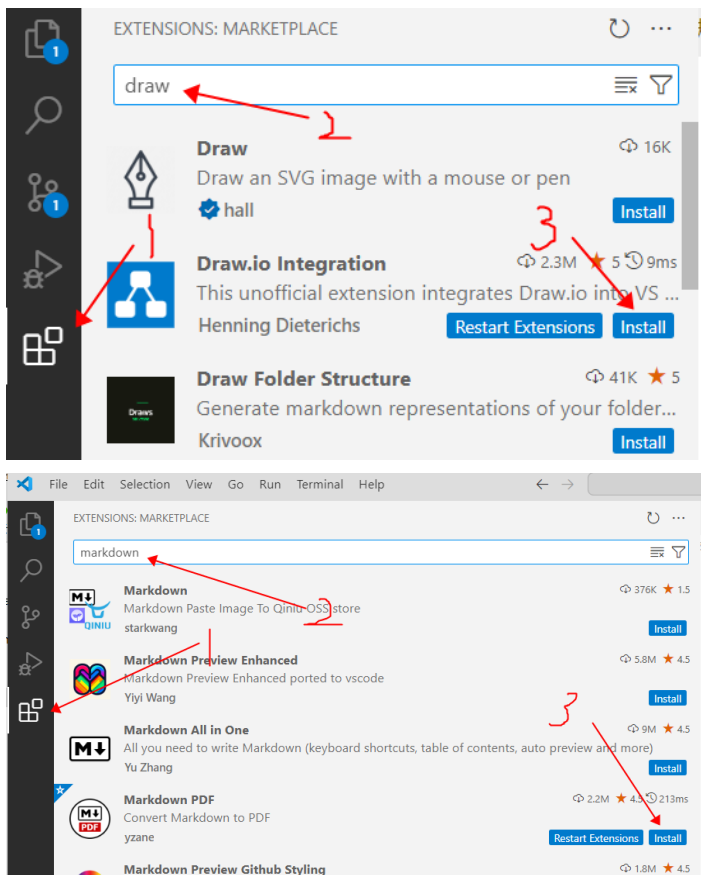 EXTENSIONS: MARKETPLACE
1
draw
2
Draw
16K
Draw an SVG image with a mouse or pen
hall
Install
1
1
3
Draw.io Integration
2.3M ★ 5 9ms
This unofficial extension integrates Draw.io into VS ...
Henning Dieterichs
Restart Extensions Install
Draw Folder Structure
41K ★ 5
Draws
Generate markdown representations of your folder...
Krivoox
Install
File Edit Selection View Go Run Terminal Help
EXTENSIONS: MARKETPLACE
1
markdown
Markdown
376K ★ 1.5
M
Markdown Paste Image To Qiniu OSS store
2
QINIU
starkwang
Install
1
Markdown Preview Enhanced
5.8M ★ 4.5
Markdown Preview Enhanced ported to vscode
Yiyi Wang
Install
3
Markdown All in One
9M ★ 4.5
M
All you need to write Markdown (keyboard shortcuts, table of contents, auto preview and more)
Yu Zhang
Install
Markdown PDF
2.2M ★ 4.5 213ms
M
PDF
Convert Markdown to PDF
yzane
Restart Extensions Install
Markdown Preview Github Styling
1.8M ★ 4.5